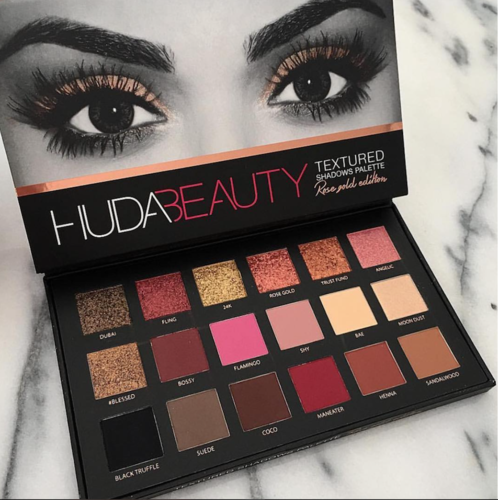 HUDABEAUTY
TEXTURED
SHADOWS PALETTE
Rose gold edition
DUBAI
FLING
24K
ROSE GOLD
TRUST FUND
ANGELIC
#BLESSED
BOSSY
FLAMINGO
SHY
BAE
MOON DUST
BLACK TRUFFLE
SUEDE
COCO
MANEATER
HENNA
SANDALWOOD